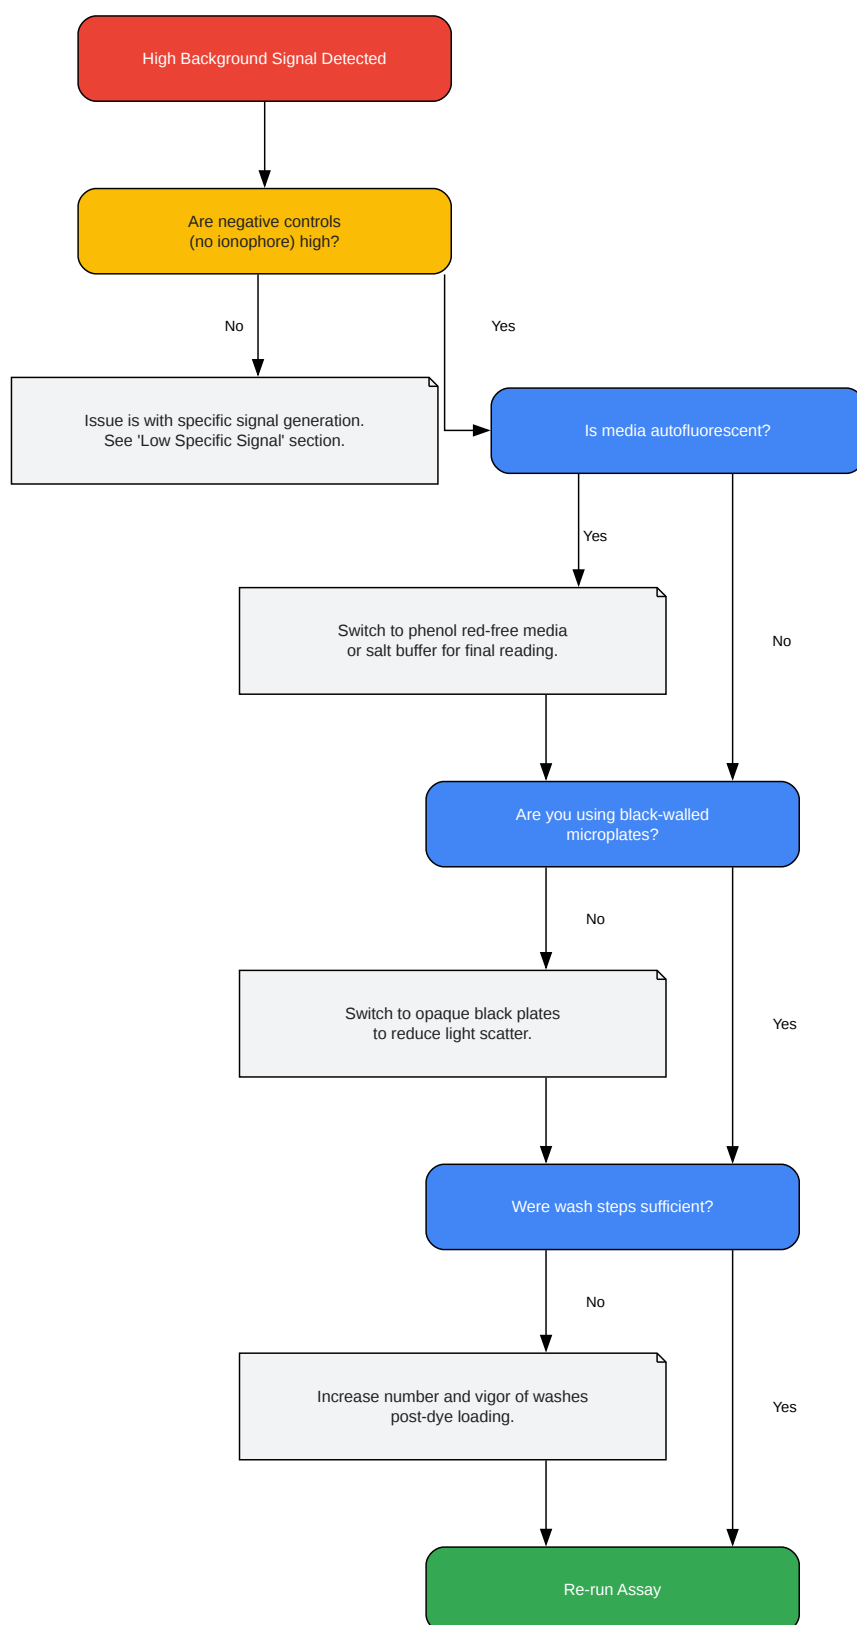 High Background Signal Detected
Are negative controls
(no ionophore) high?
No
Yes
Issue is with specific signal generation.
See 'Low Specific Signal' section.
Is media autofluorescent?
Yes
Switch to phenol red-free media
or salt buffer for final reading.
No
Are you using black-walled
microplates?
No
Switch to opaque black plates
to reduce light scatter.
Yes
Were wash steps sufficient?
No
Increase number and vigor of washes
post-dye loading.
Yes
Re-run Assay